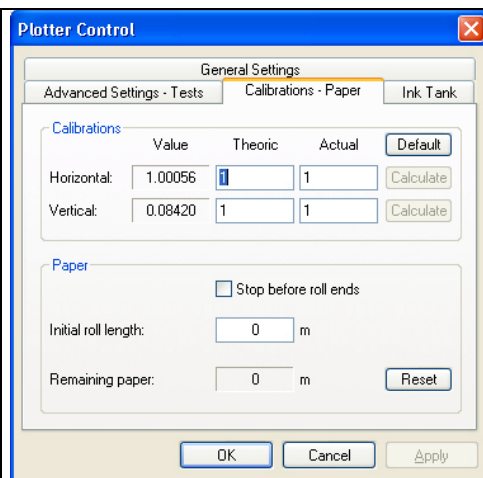 Plotter Control
General Settings
Advanced Settings - Tests Calibrations - Paper Ink Tank
Calibrations
Value Theoric Actual Default
Horizontal: 1.00056 1 1 Calculate
Vertical: 0.08420 1 1 Calculate
Paper
Stop before roll ends
Initial roll length: 0 m
Remaining paper: 0 m Reset
OK Cancel Apply